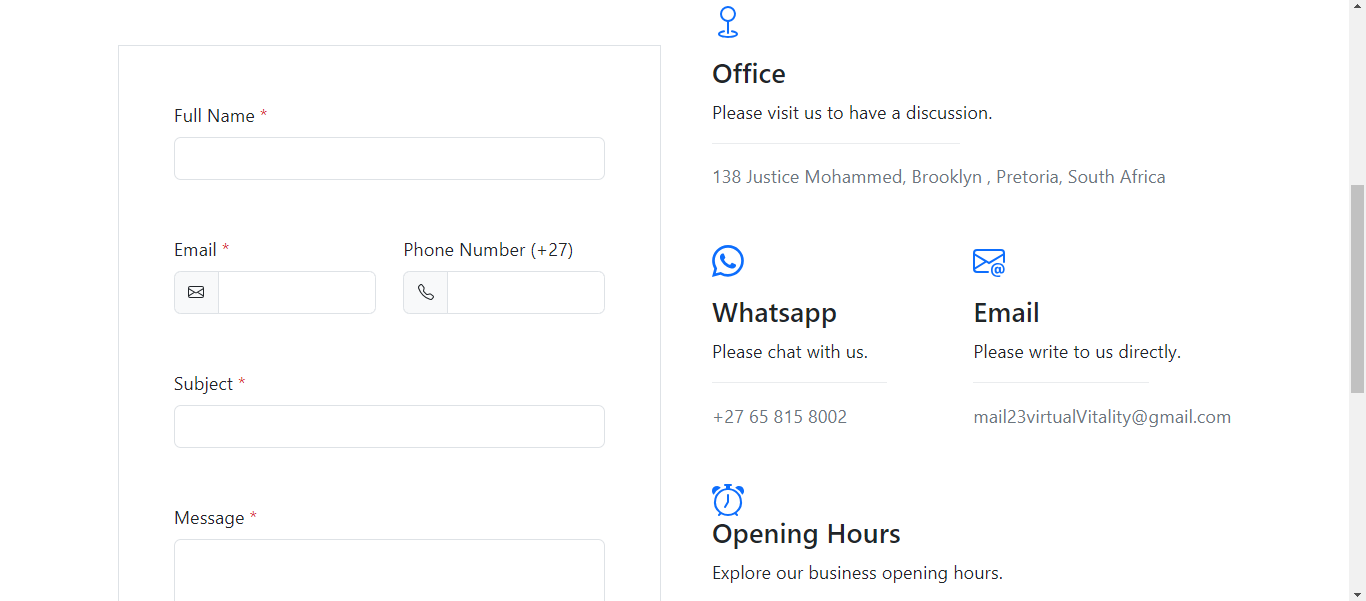 Full Name *
Email *
Phone Number (+27)
Subject *
Message *
Office
Please visit us to have a discussion.
138 Justice Mohammed, Brooklyn , Pretoria, South Africa
Whatsapp
Please chat with us.
+27 65 815 8002
Email
Please write to us directly.
mail23virtualVitality@gmail.com
Opening Hours
Explore our business opening hours.